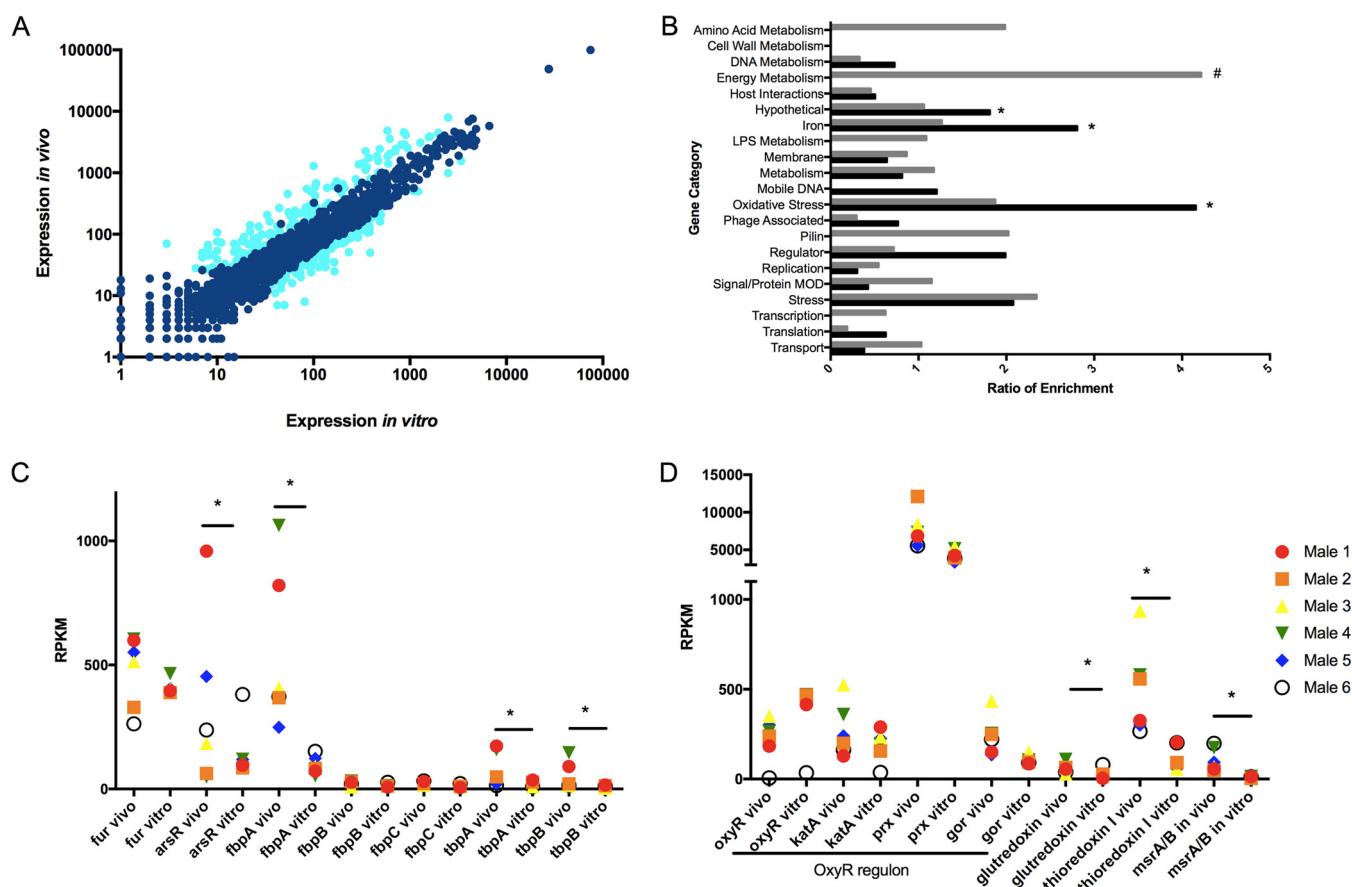 A
100000
10000
1000
100
10
1
Expression in vivo
1
10
100
1000
10000
100000
Expression in vitro
B
Gene Category
Amino Acid Metabolism
Cell Wall Metabolism
DNA Metabolism
Energy Metabolism
#
Host Interactions
Hypothetical
*
Iron
*
LPS Metabolism
Membrane
Metabolism
Mobile DNA
Oxidative Stress
*
Phage Associated
Pilin
Regulator
Replication
Signal/Protein MOD
Stress
Transcription
Translation
Transport
0
1
2
3
4
5
Ratio of Enrichment
C
RPKM
1000
500
0
*
*
*
*
fur vivo
fur vitro
arsR vivo
arsR vitro
fbpA vivo
fbpA vitro
fbpB vivo
fbpB vitro
fbpC vivo
fbpC vitro
tbpA vivo
tbpA vitro
tbpB vivo
tbpB vitro
D
RPKM
15000
10000
5000
1000
500
0
*
*
*
oxyR vivo
oxyR vitro
katA vivo
katA vitro
prx vivo
prx vitro
gor vivo
gor vitro
glutredoxin vivo
glutredoxin vitro
thioredoxin I vivo
thioredoxin I vitro
msrA/B in vivo
msrA/B in vitro
OxyR regulon
Male 1
Male 2
Male 3
Male 4
Male 5
Male 6